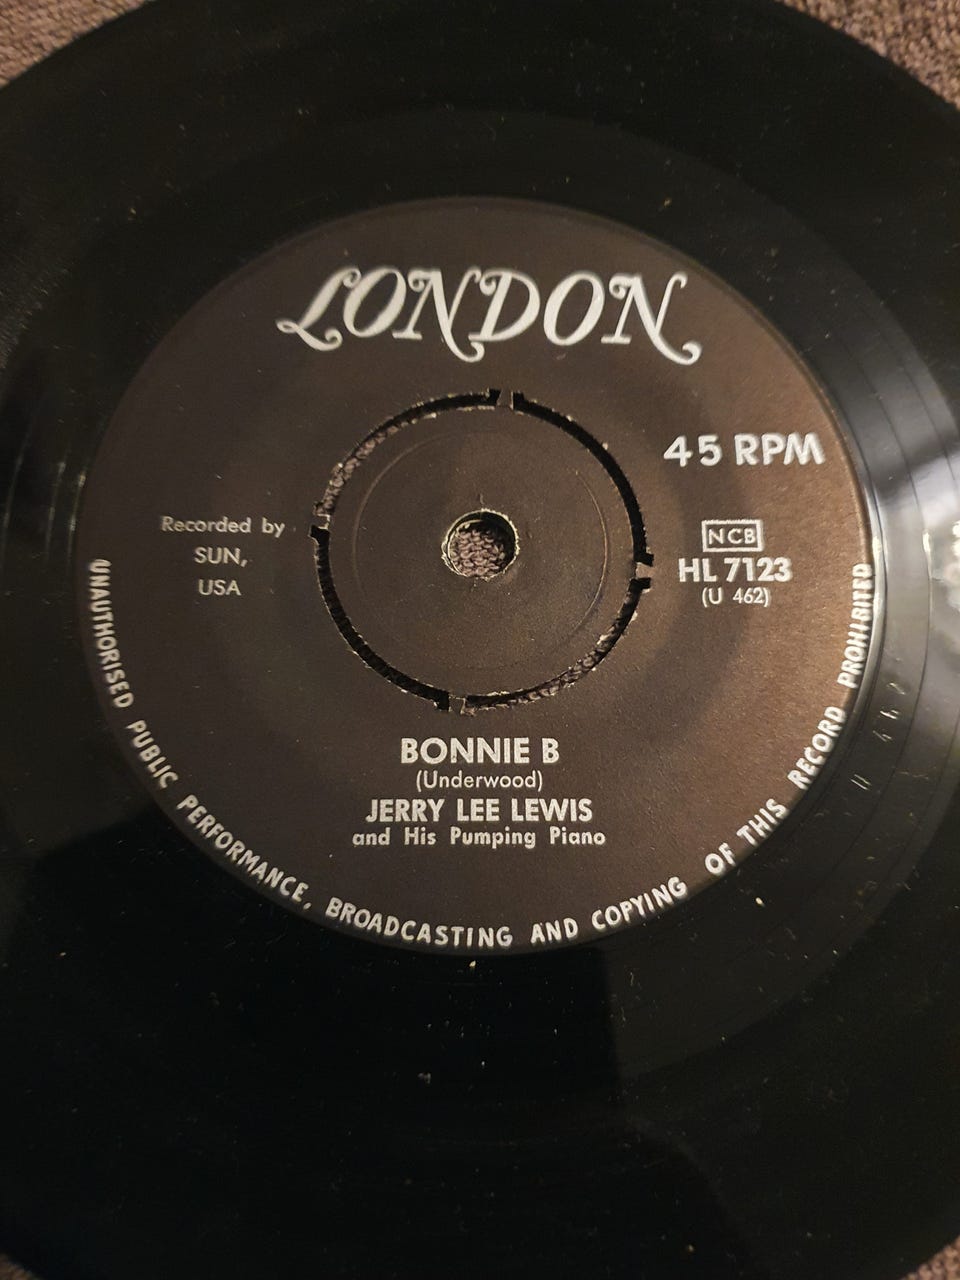 LONDON
45 RPM
Recorded by
SUN,
USA
NCB
HL 7123
(U 462)
BONNIE B
(Underwood)
JERRY LEE LEWIS
and His Pumping Piano
UNAUTHORISED PUBLIC PERFORMANCE, BROADCASTING AND COPYING OF THIS RECORD PROHIBITED